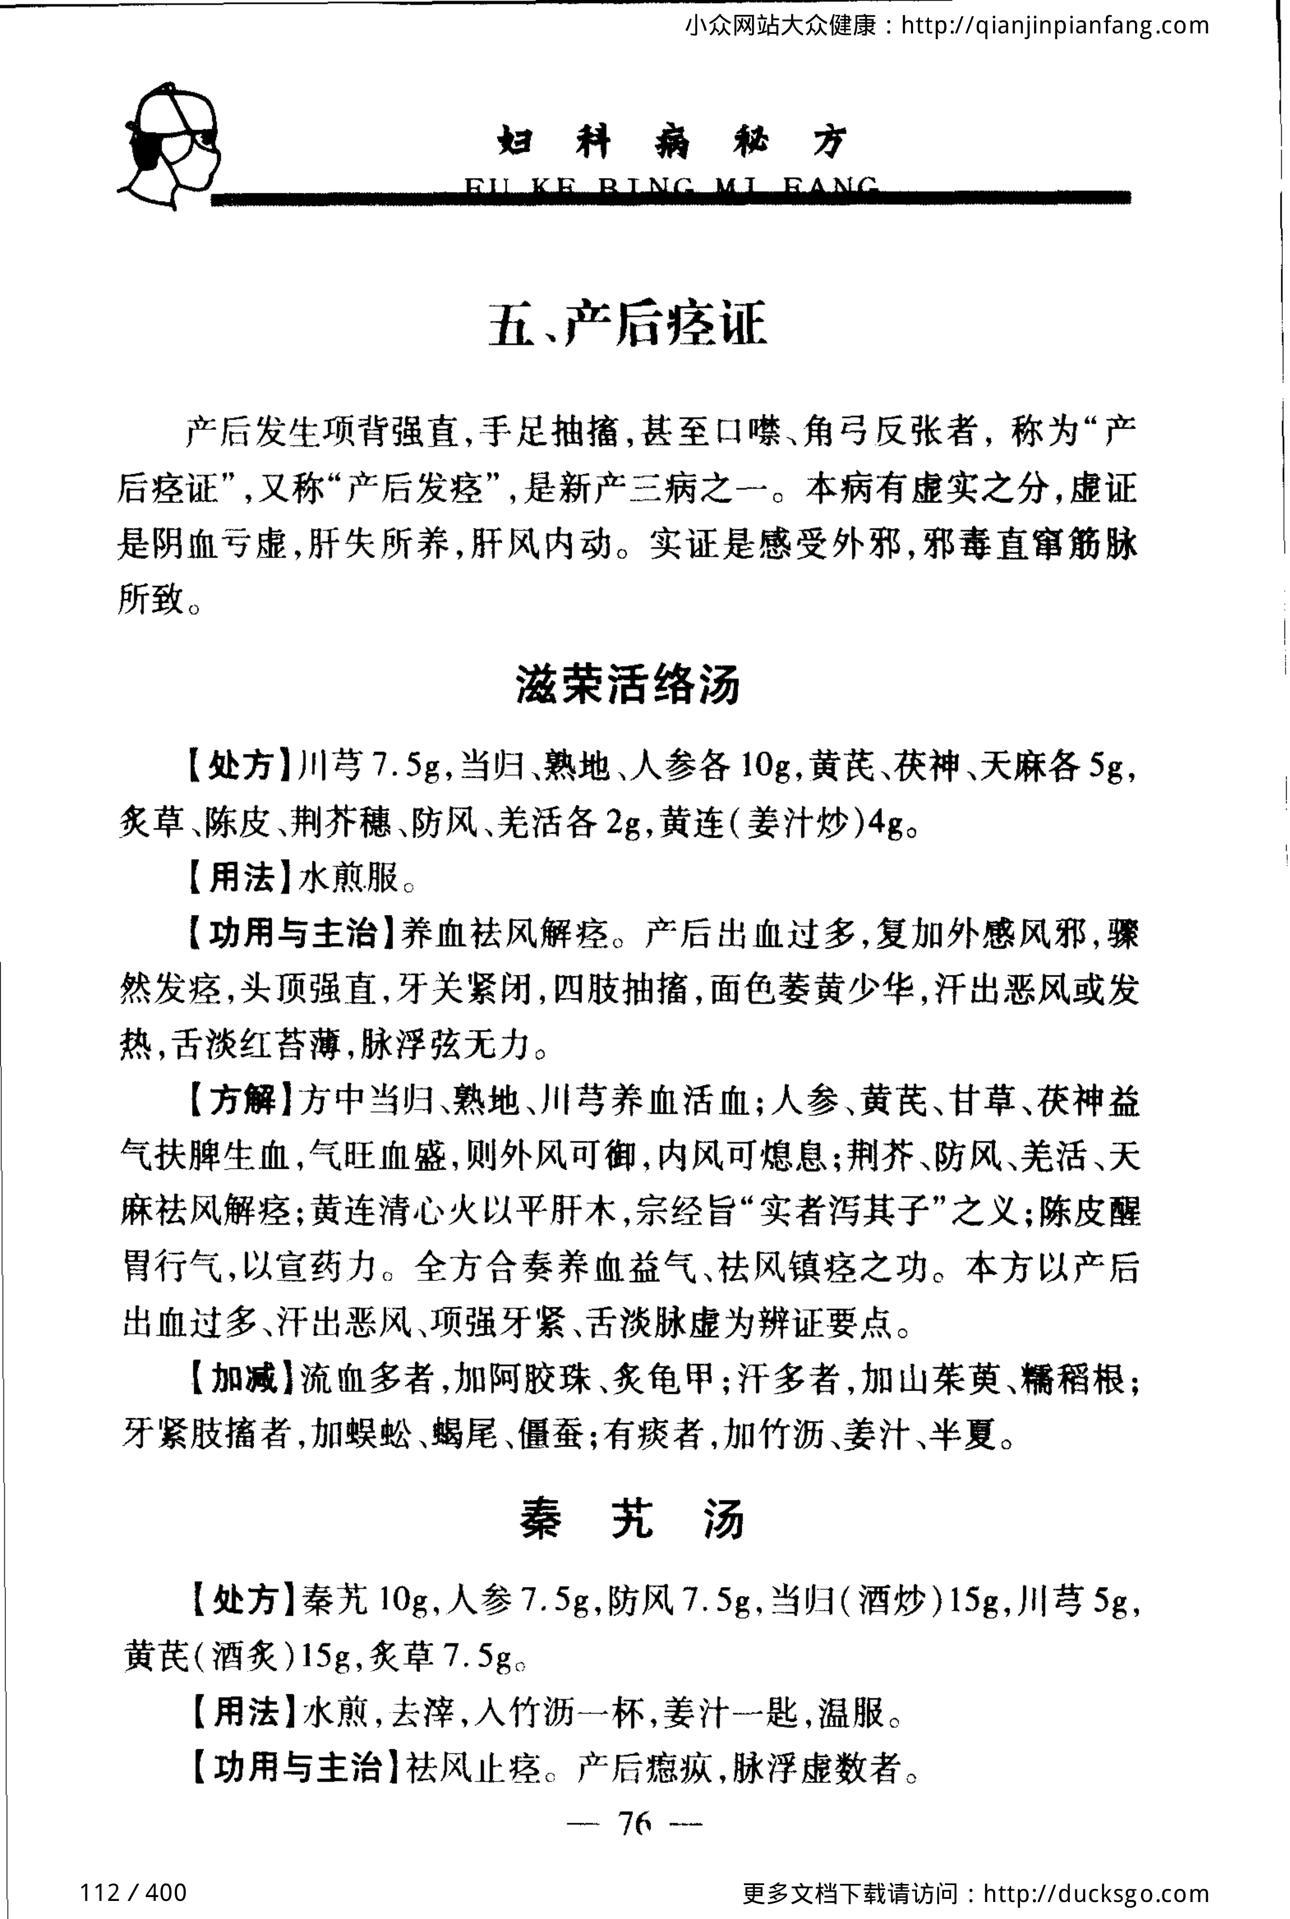 小众网站大众健康：http://qianjinpianfang.com
妇科病秘方
FU KE BING MI FANG
五、产后痉证
产后发生项背强直,手足抽搐,甚至口噤、角弓反张者,称为“产
后痉证”,又称“产后发痉”,是新产三病之一。本病有虚实之分,虚证
是阴血亏虚,肝失所养,肝风内动。实证是感受外邪,邪毒直窜筋脉
所致。
滋荣活络汤
【处方】川芎7.5g,当归、熟地、人参各10g,黄芪、茯神、天麻各5g,
炙草、陈皮、荆芥穗、防风、羌活各2g,黄连(姜汁炒)4g。
【用法】水煎服。
【功用与主治】养血祛风解痉。产后出血过多,复加外感风邪,骤
然发痉,头顶强直,牙关紧闭,四肢抽搐,面色萎黄少华,汗出恶风或发
热,舌淡红苔薄,脉浮弦无力。
【方解】方中当归、熟地、川芎养血活血;人参、黄芪、甘草、茯神益
气扶脾生血,气旺血盛,则外风可御,内风可熄息;荆芥、防风、羌活、天
麻祛风解痉;黄连清心火以平肝木,宗经旨“实者泻其子”之义;陈皮醒
胃行气,以宣药力。全方合奏养血益气、祛风镇痉之功。本方以产后
出血过多、汗出恶风、项强牙紧、舌淡脉虚为辨证要点。
【加减】流血多者,加阿胶珠、炙龟甲;汗多者,加山茱萸、糯稻根;
牙紧肢搐者,加蜈蚣、蝎尾、僵蚕;有痰者,加竹沥、姜汁、半夏。
秦艽汤
【处方】秦艽10g,人参7.5g,防风7.5g,当归(酒炒)15g,川芎5g,
黄芪(酒炙)15g,炙草7.5g。
【用法】水煎,去滓,入竹沥一杯,姜汁一匙,温服。
【功用与主治】祛风止痉。产后瘛疭,脉浮虚数者。
— 76 —
112 / 400
更多文档下载请访问：http://ducksgo.com